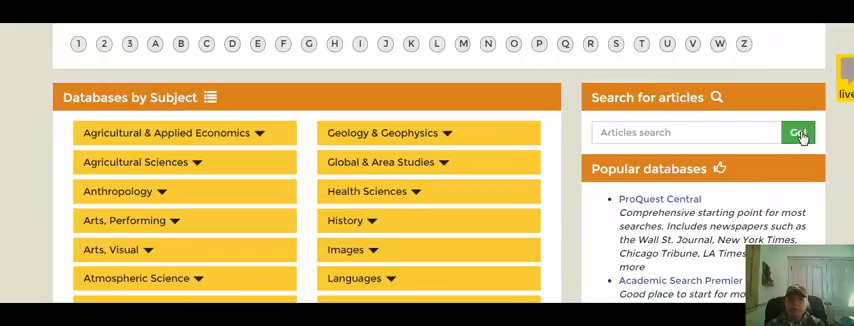 1 2 3 A B C D E F G H I J K L M N O P Q R S T U V W Z
Databases by Subject
Agricultural & Applied Economics
Agricultural Sciences
Anthropology
Arts, Performing
Arts, Visual
Atmospheric Science
Geology & Geophysics
Global & Area Studies
Health Sciences
History
Images
Languages
Search for articles
Articles search
Go!
Popular databases
ProQuest Central
Comprehensive starting point for most
searches. Includes newspapers such as
the Wall St. Journal, New York Times,
Chicago Tribune, LA Times
more
Academic Search Premier
Good place to start for mo
live